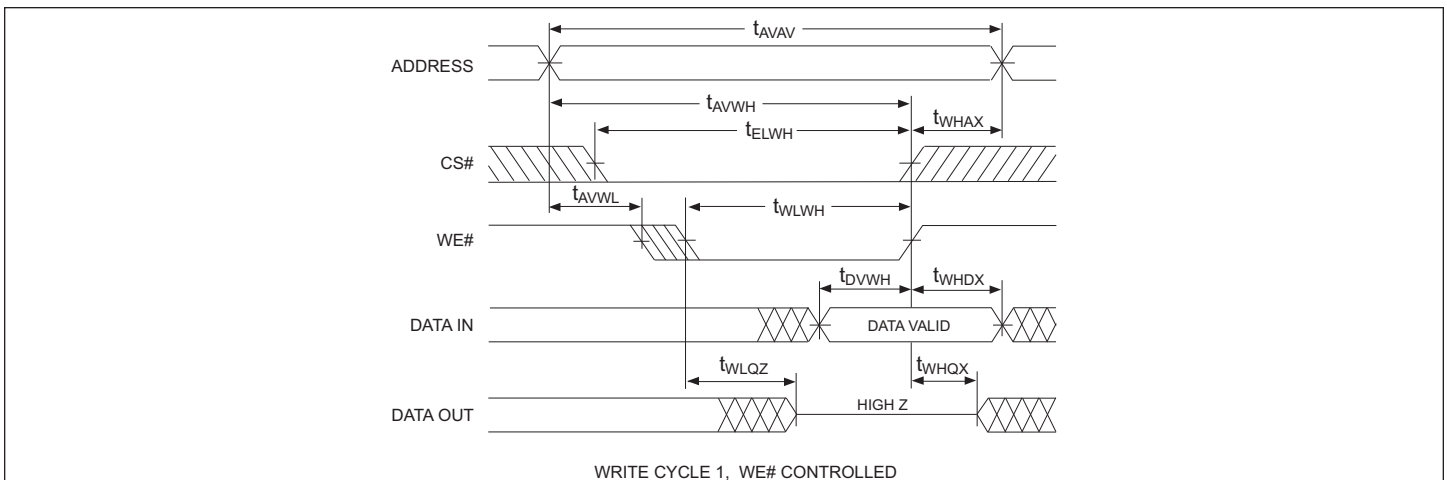 tAVAV
ADDRESS
tAVWH
tELWH
tWHAX
CS#
tAVWL
tWLWH
WE#
tDVWH
tWHDX
DATA IN
DATA VALID
tWLQZ
tWHQX
DATA OUT
HIGH Z
WRITE CYCLE 1, WE# CONTROLLED